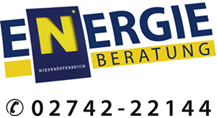 ENERGIE
NIEDERÖSTERREICH
BERATUNG
✆ 02742-22144